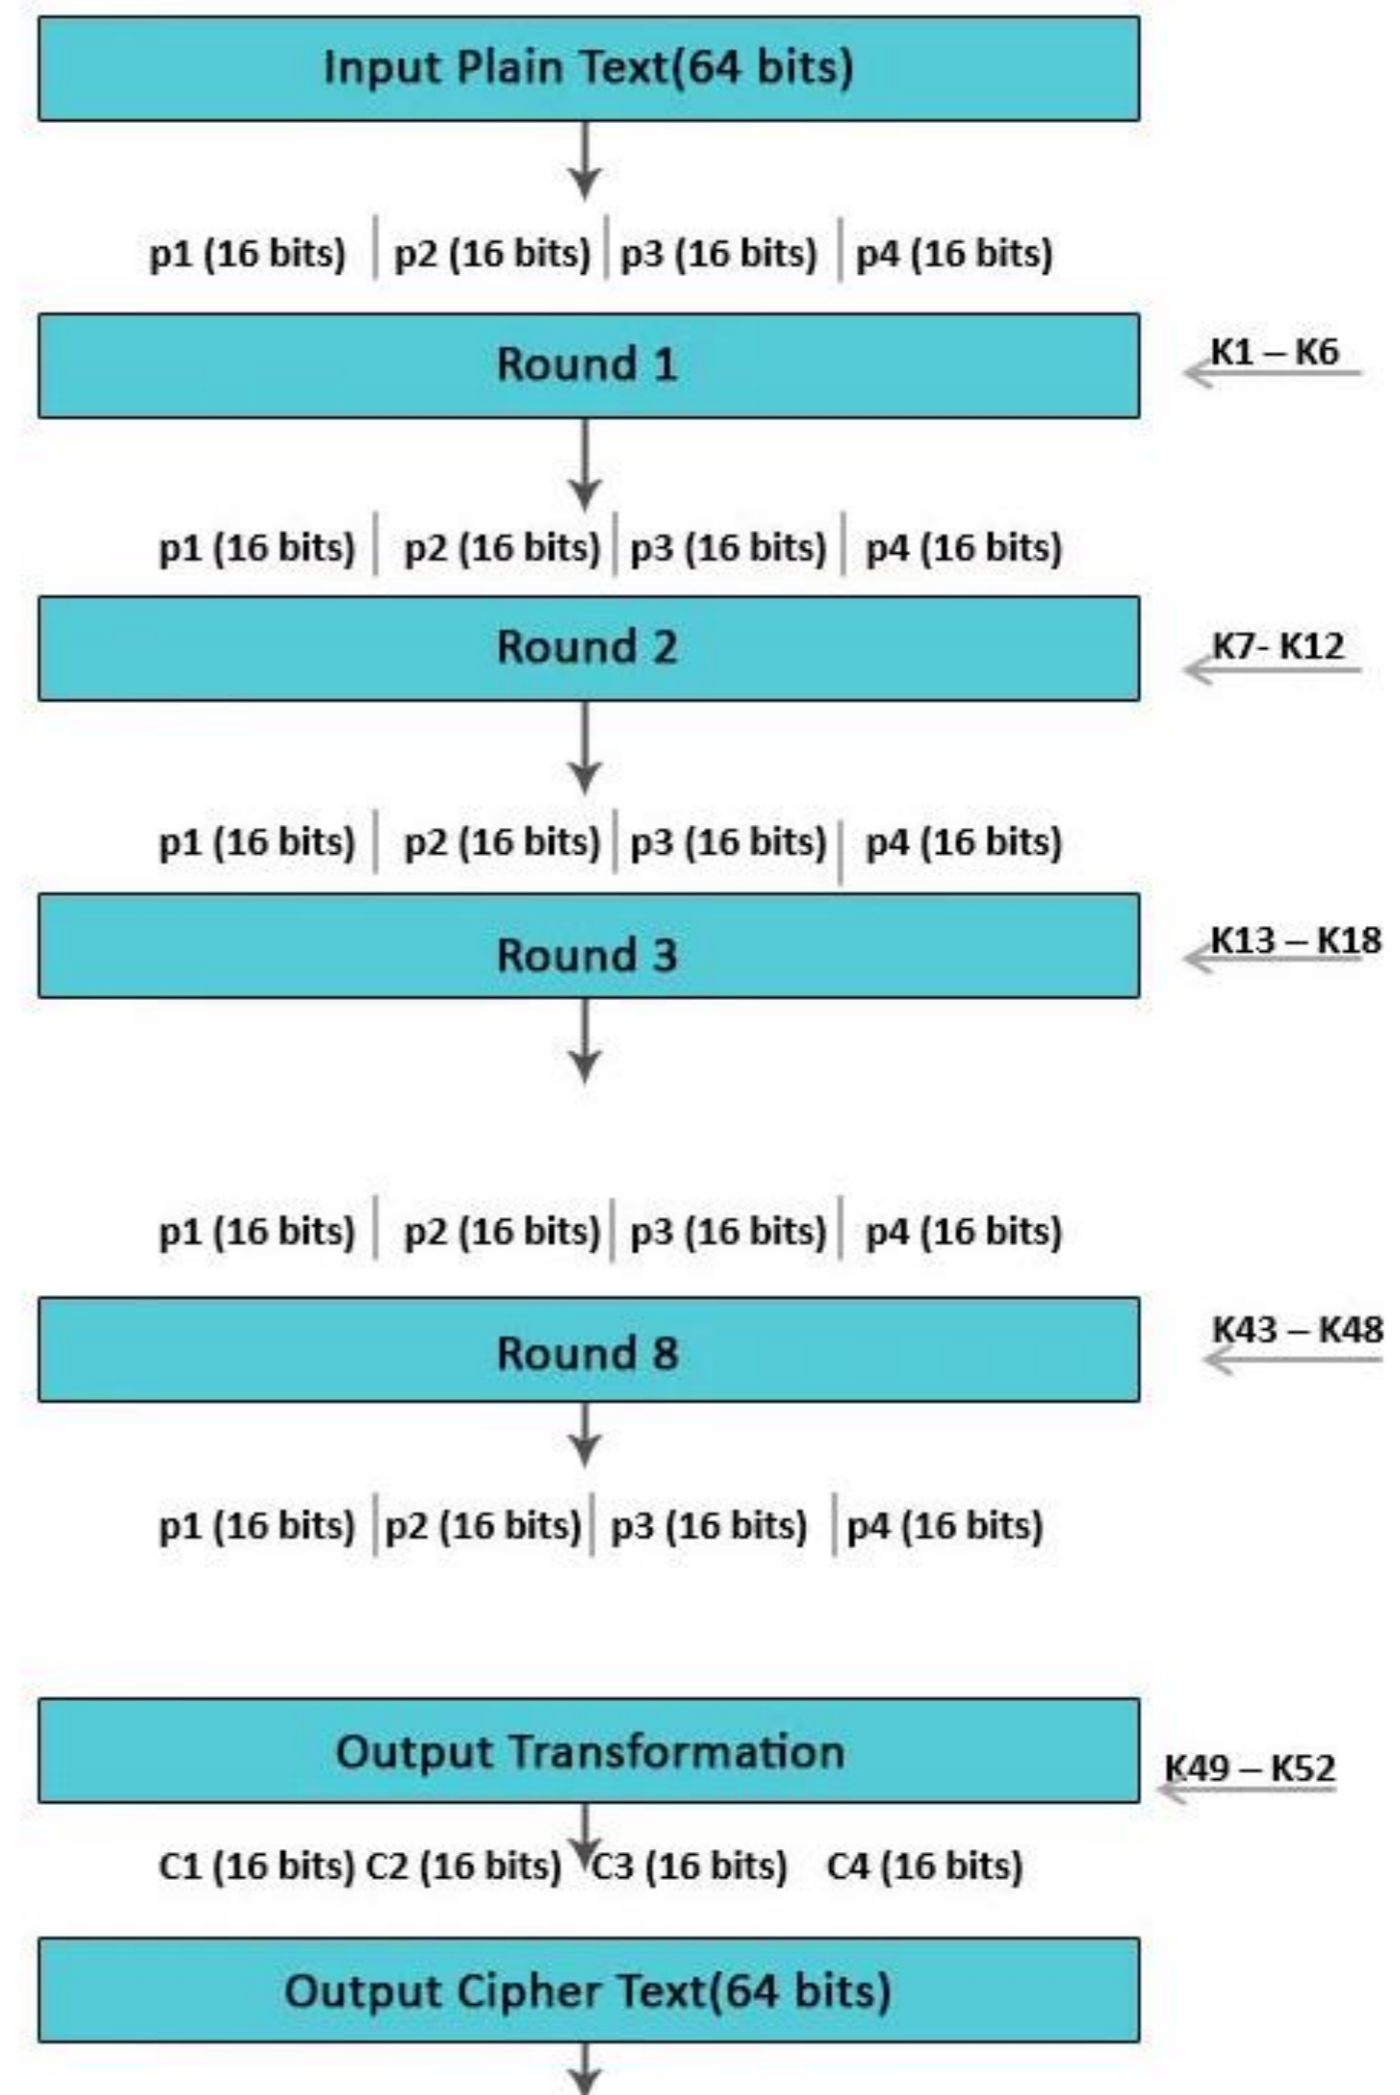 Input Plain Text(64 bits)
p1 (16 bits) p2 (16 bits) p3 (16 bits) p4 (16 bits)
Round 1
K1 – K6
p1 (16 bits) p2 (16 bits) p3 (16 bits) p4 (16 bits)
Round 2
K7- K12
p1 (16 bits) p2 (16 bits) p3 (16 bits) p4 (16 bits)
Round 3
K13 – K18
p1 (16 bits) p2 (16 bits) p3 (16 bits) p4 (16 bits)
Round 8
K43 – K48
p1 (16 bits) p2 (16 bits) p3 (16 bits) p4 (16 bits)
Output Transformation
K49 – K52
C1 (16 bits) C2 (16 bits) C3 (16 bits) C4 (16 bits)
Output Cipher Text(64 bits)